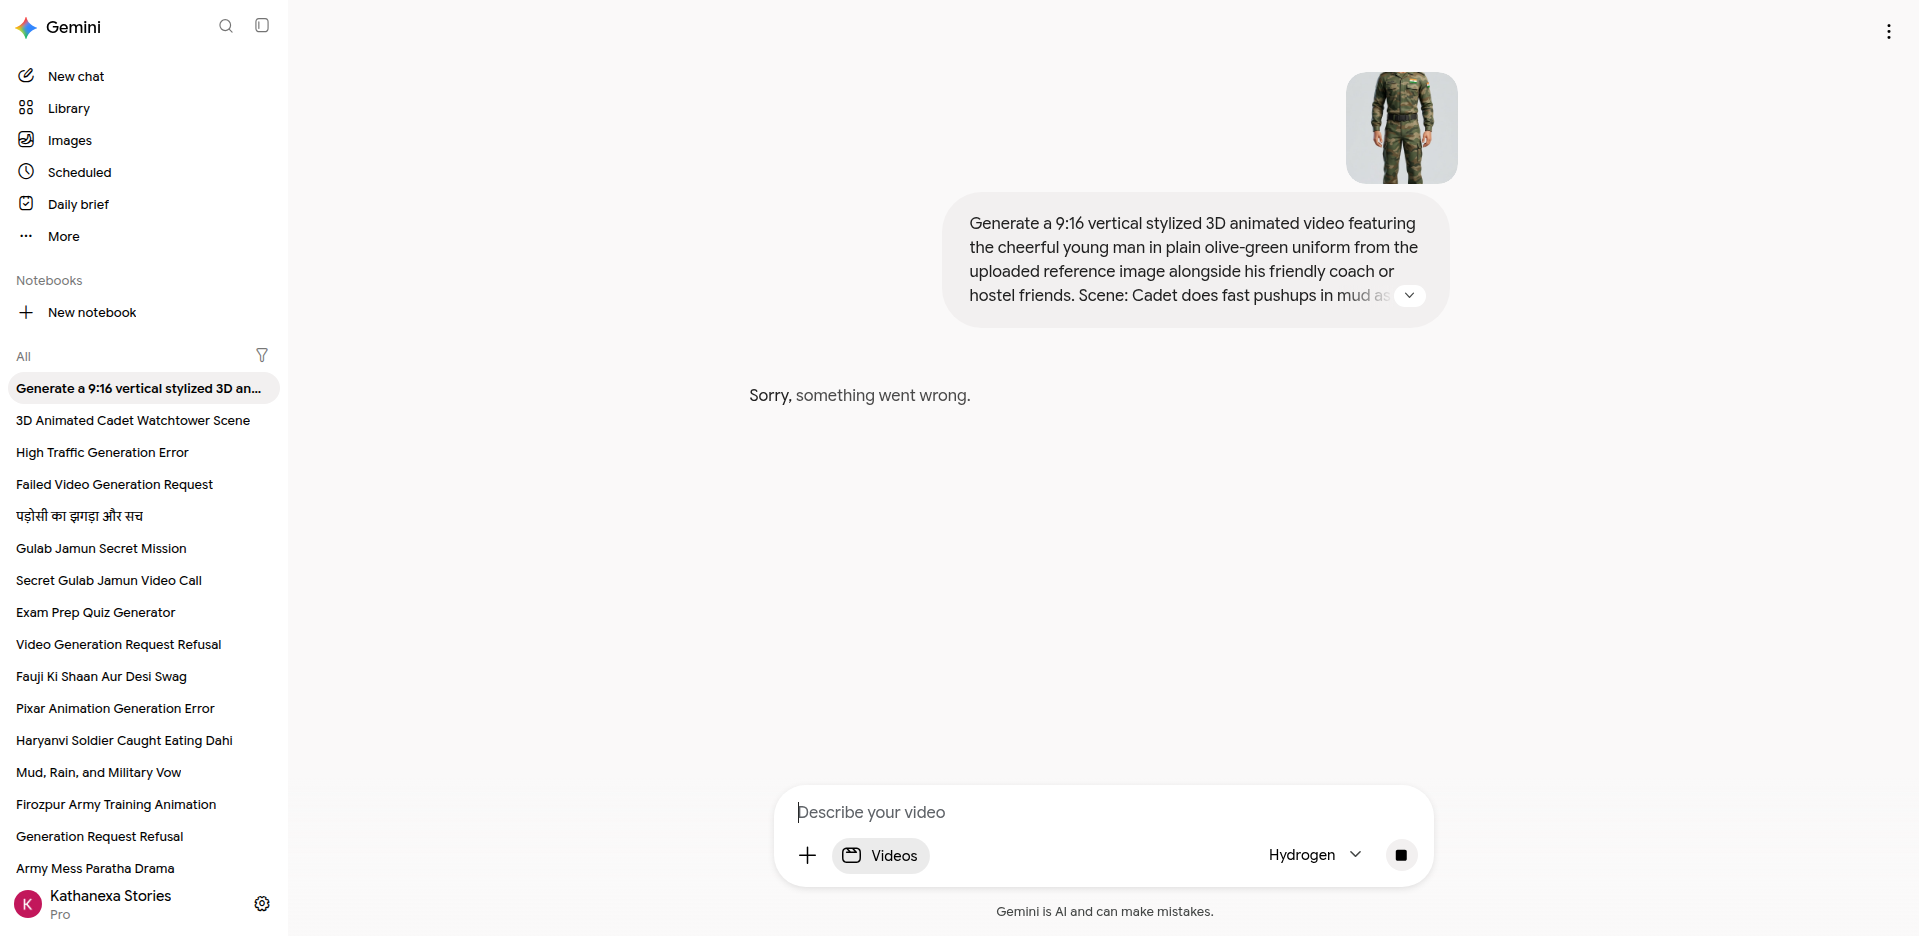 Gemini
New chat
Library
Images
Scheduled
Daily brief
More
Notebooks
New notebook
All
Generate a 9:16 vertical stylized 3D an...
3D Animated Cadet Watchtower Scene
High Traffic Generation Error
Failed Video Generation Request
पड़ोसी का झगड़ा और सच
Gulab Jamun Secret Mission
Secret Gulab Jamun Video Call
Exam Prep Quiz Generator
Video Generation Request Refusal
Fauji Ki Shaan Aur Desi Swag
Pixar Animation Generation Error
Haryanvi Soldier Caught Eating Dahi
Mud, Rain, and Military Vow
Firozpur Army Training Animation
Generation Request Refusal
Army Mess Paratha Drama
K
Kathanexa Stories
Pro
Generate a 9:16 vertical stylized 3D animated video featuring
the cheerful young man in plain olive-green uniform from the
uploaded reference image alongside his friendly coach or
hostel friends. Scene: Cadet does fast pushups in mud as
Sorry, something went wrong.
Describe your video
Videos
Hydrogen
Gemini is AI and can make mistakes.